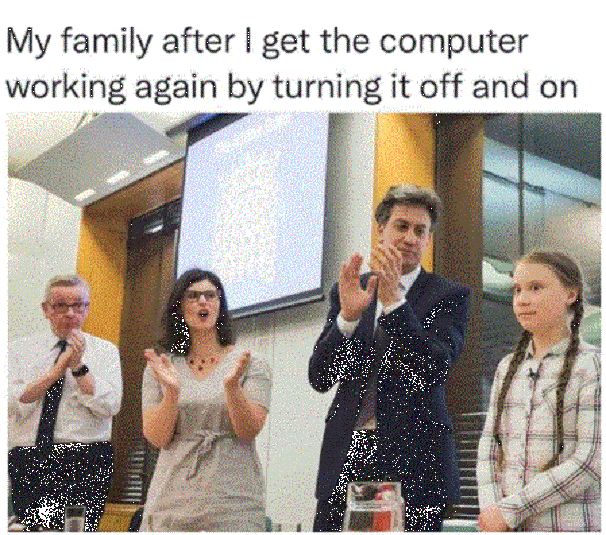 My family after I get the computer
working again by turning it off and on